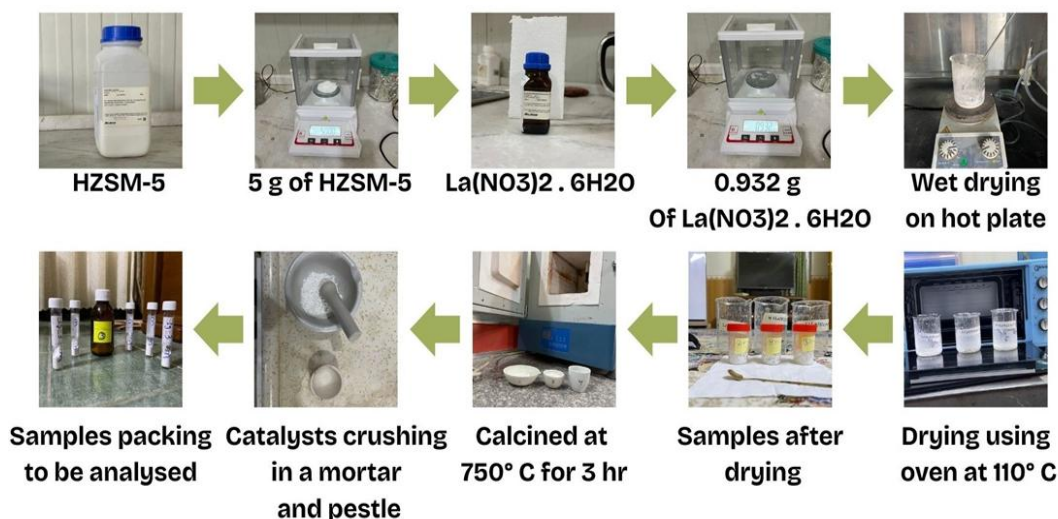 HZSM-5
5 g of HZSM-5
La(NO3)2 . 6H2O
0.932 g
Of La(NO3)2 . 6H2O
Wet drying
on hot plate
Drying using
oven at 110° C
Samples after
drying
Calcined at
750° C for 3 hr
Catalysts crushing
in a mortar
and pestle
Samples packing
to be analysed